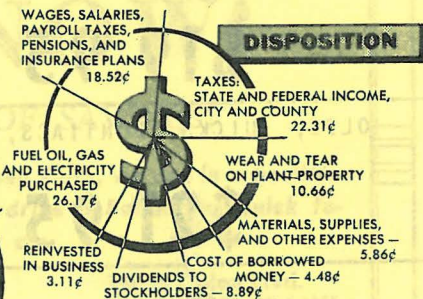 WAGES, SALARIES,
PAYROLL TAXES,
PENSIONS, AND
INSURANCE PLANS
18.52¢
DISPOSITION
TAXES:
STATE AND FEDERAL INCOME,
CITY AND COUNTY
22.31¢
WEAR AND TEAR
ON PLANT PROPERTY
10.66¢
MATERIALS, SUPPLIES,
AND OTHER EXPENSES —
5.86¢
COST OF BORROWED
MONEY — 4.48¢
DIVIDENDS TO
STOCKHOLDERS — 8.89¢
REINVESTED
IN BUSINESS
3.11¢
FUEL OIL, GAS
AND ELECTRICITY
PURCHASED
26.17¢
$